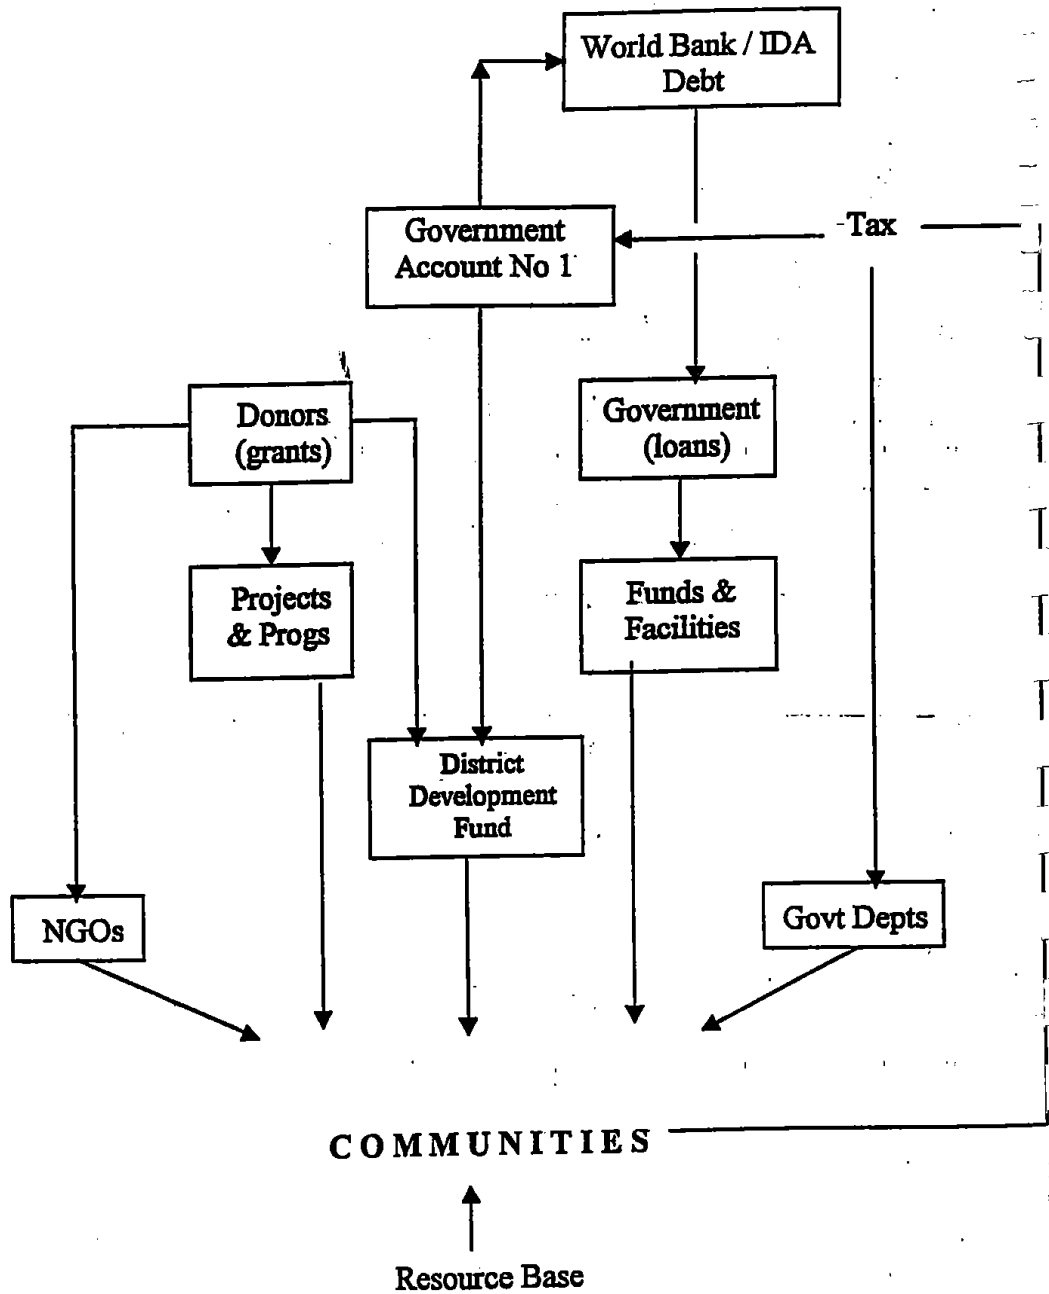 World Bank / IDA
Debt
Government
Account No 1
Tax
Donors
(grants)
Government
(loans)
Projects
& Progs
Funds &
Facilities
District
Development
Fund
NGOs
Govt Depts
COMMUNITIES
Resource Base